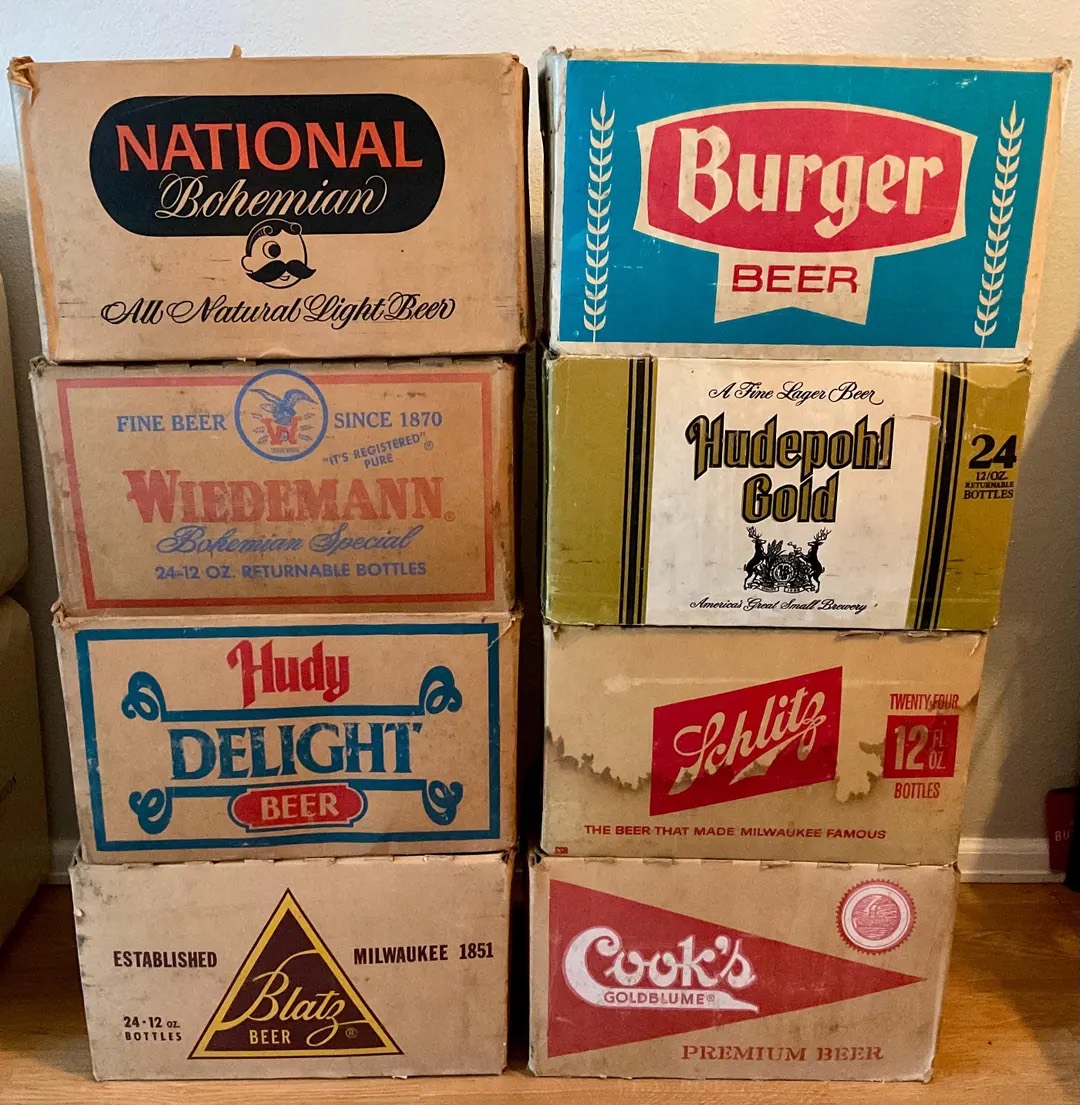 NATIONAL
Bohemian
All Natural Light Beer
Burger
BEER
FINE BEER
SINCE 1870
"IT'S REGISTERED"®
PURE
WIEDEMANN®
Bohemian Special
24-12 OZ. RETURNABLE BOTTLES
A Fine Lager Beer
Hudepohl
Gold
America's Great Small Brewery
24
12/OZ.
RETURNABLE
BOTTLES
Hudy
DELIGHT
BEER
Schlitz
TWENTY-FOUR
12 FL.
OZ.
BOTTLES
THE BEER THAT MADE MILWAUKEE FAMOUS
ESTABLISHED
MILWAUKEE 1851
Blatz
BEER ®
24·12 oz.
BOTTLES
Cook's
GOLDBLUME®
PREMIUM BEER
BU